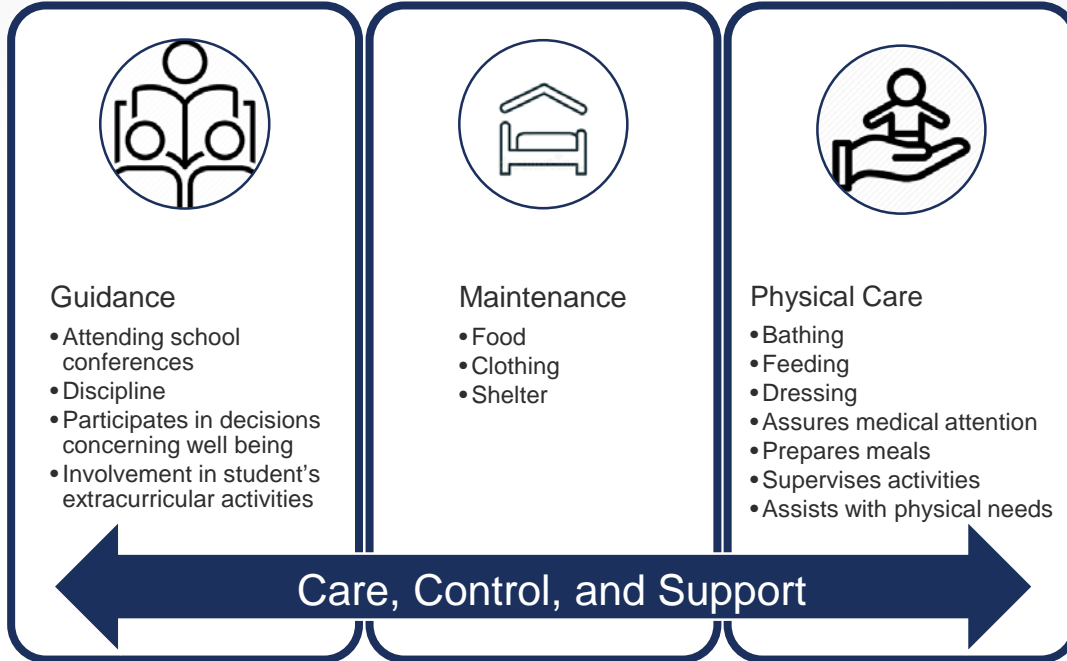 Guidance
•Attending school
conferences
•Discipline
•Participates in decisions
concerning well being
•Involvement in student’s
extracurricular activities
Maintenance
•Food
•Clothing
•Shelter
Physical Care
•Bathing
•Feeding
•Dressing
•Assures medical attention
•Prepares meals
•Supervises activities
•Assists with physical needs
Care, Control, and Support